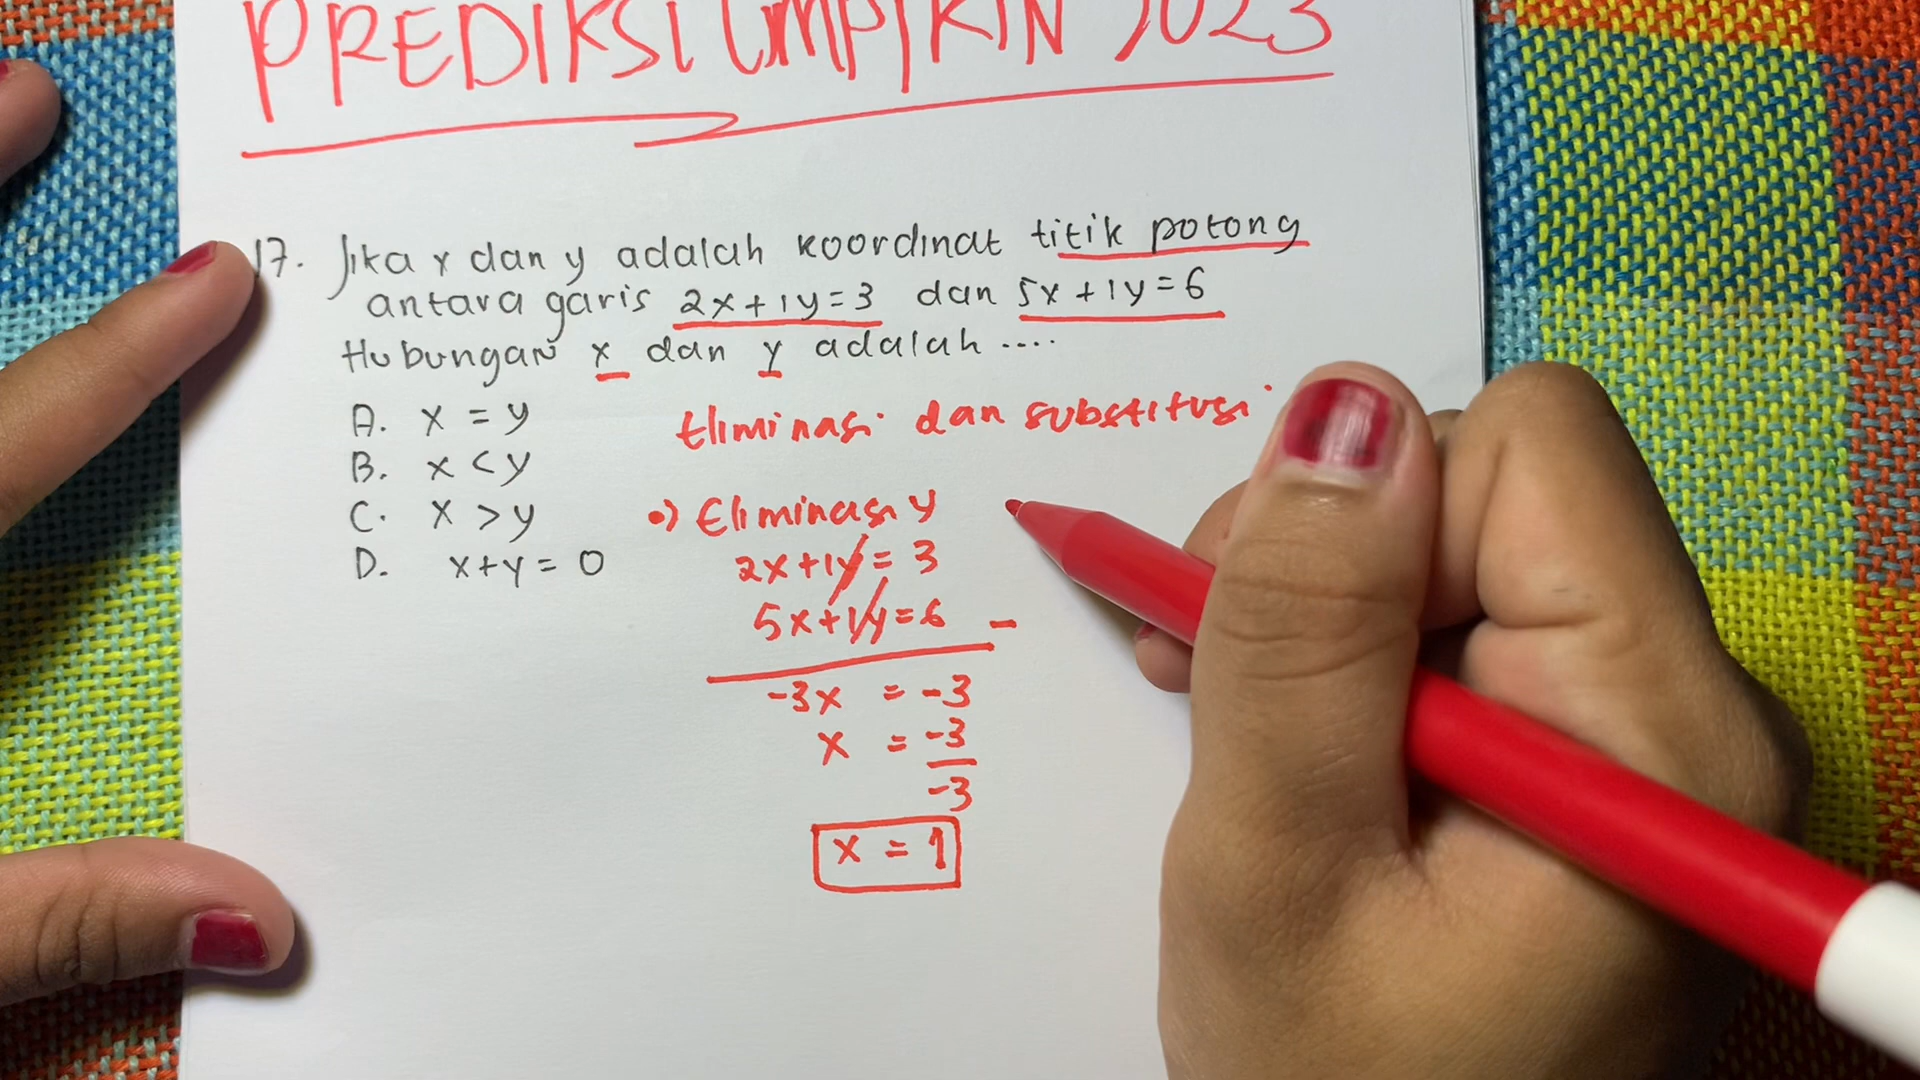 PREDIKSI UMPTKIN 2023
17. Jika x dan y adalah koordinat titik potong
antara garis 2x+1y=3 dan 5x+1y=6
Hubungan x dan y adalah ....
A. x = y
B. x < y
C. x > y
D. x+y = 0
Eliminasi dan substitusi
•) Eliminasi y
2x+1y = 3
5x+1y = 6 -
-3x = -3
x = -3
-3
x = 1